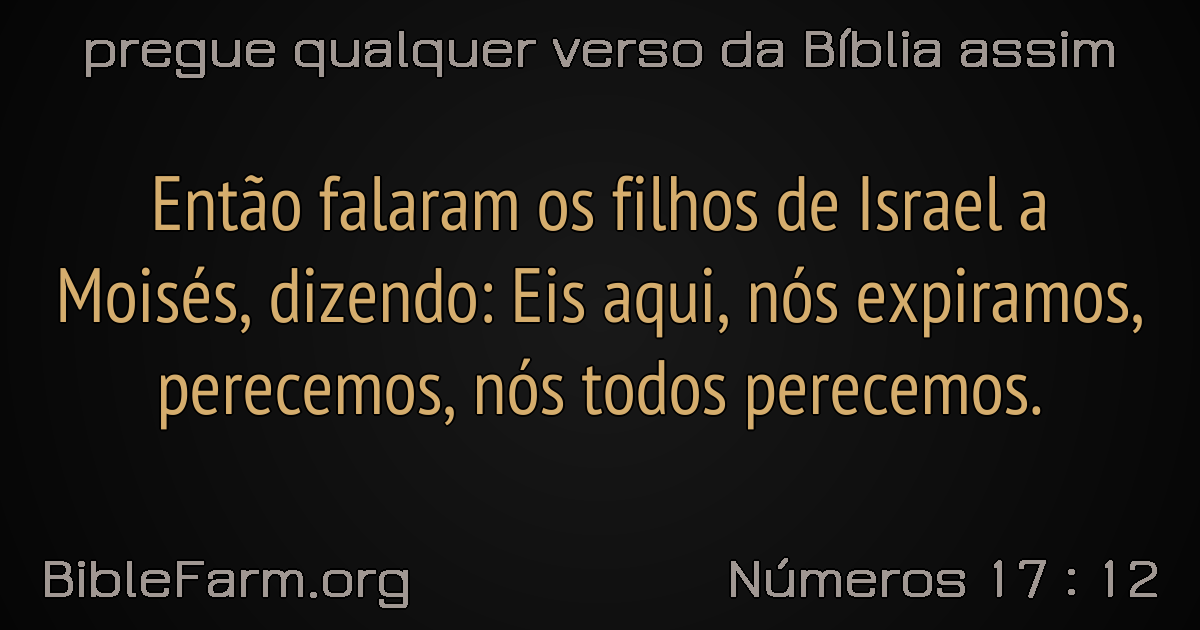 pregue qualquer verso da Bíblia assim
Então falaram os filhos de Israel a
Moisés, dizendo: Eis aqui, nós expiramos,
perecemos, nós todos perecemos.
BibleFarm.org
Números 17 : 12